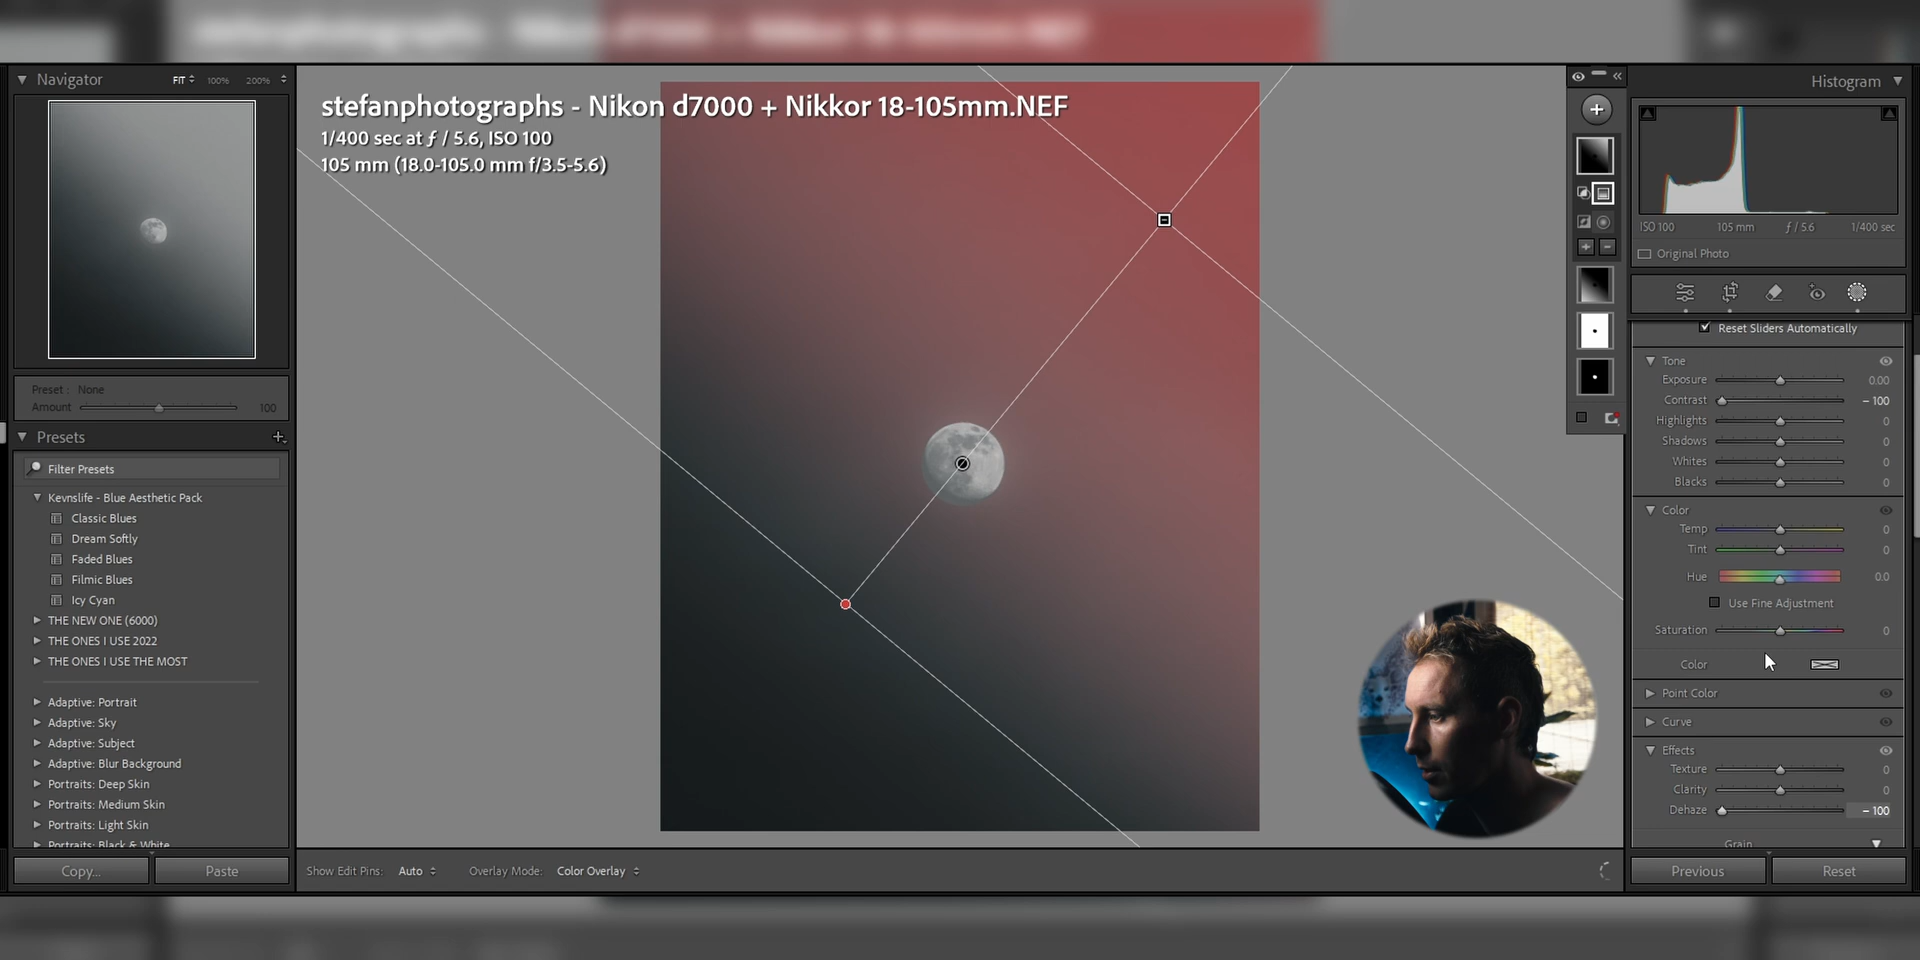 Navigator
FIT 100% 200%
Preset : None
Amount 100
Presets
Filter Presets
Kevnslife - Blue Aesthetic Pack
Classic Blues
Dream Softly
Faded Blues
Filmic Blues
Icy Cyan
THE NEW ONE (6000)
THE ONES I USE 2022
THE ONES I USE THE MOST
Adaptive: Portrait
Adaptive: Sky
Adaptive: Subject
Adaptive: Blur Background
Portraits: Deep Skin
Portraits: Medium Skin
Portraits: Light Skin
Portraits: Black & White
Copy... Paste
stefanphotographs - Nikon d7000 + Nikkor 18-105mm.NEF
1/400 sec at ƒ / 5.6, ISO 100
105 mm (18.0-105.0 mm f/3.5-5.6)
Show Edit Pins: Auto Overlay Mode: Color Overlay
Histogram
ISO 100 105 mm ƒ / 5.6 1/400 sec
Original Photo
Reset Sliders Automatically
Tone
Exposure 0.00
Contrast – 100
Highlights 0
Shadows 0
Whites 0
Blacks 0
Color
Temp 0
Tint 0
Hue 0.0
Use Fine Adjustment
Saturation 0
Color
Point Color
Curve
Effects
Texture 0
Clarity 0
Dehaze – 100
Grain
Previous Reset